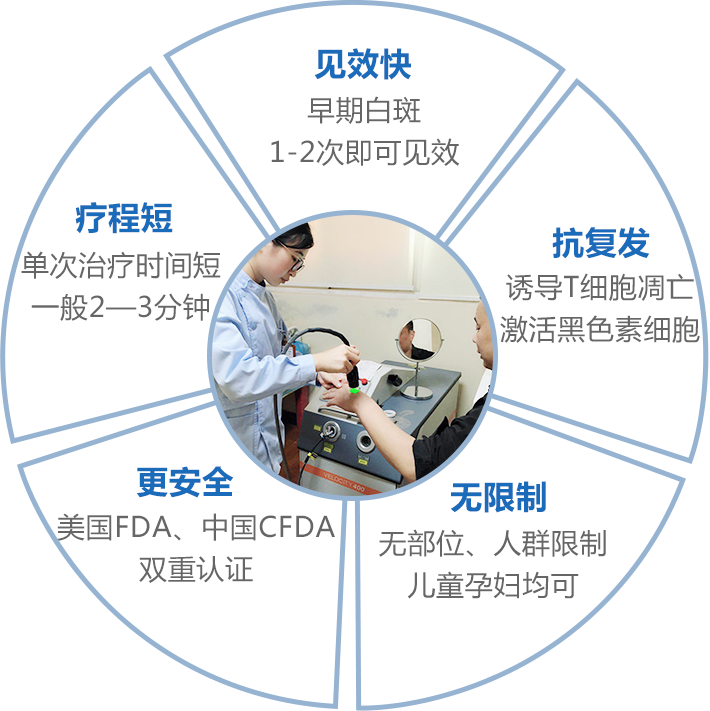 见效快
早期白斑
1-2次即可见效
疗程短
单次治疗时间短
一般2—3分钟
抗复发
诱导T细胞凋亡
激活黑色素细胞
更安全
美国FDA、中国CFDA
双重认证
无限制
无部位、人群限制
儿童孕妇均可
VELOCITY 400